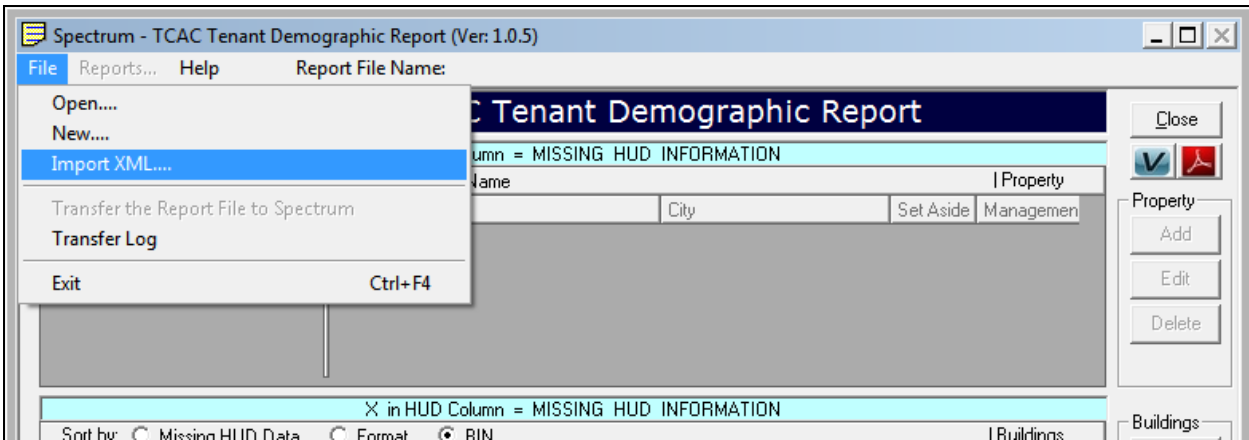 Spectrum - TCAC Tenant Demographic Report (Ver: 1.0.5)
File Reports... Help Report File Name:
Open....
New....
Import XML....
Transfer the Report File to Spectrum
Transfer Log
Exit Ctrl+F4
C Tenant Demographic Report
umn = MISSING HUD INFORMATION
Name | Property
City Set Aside Managemen
Close
Property
Add
Edit
Delete
X in HUD Column = MISSING HUD INFORMATION
Sort by: Missing HUD Data Format BIN | Buildings
Buildings